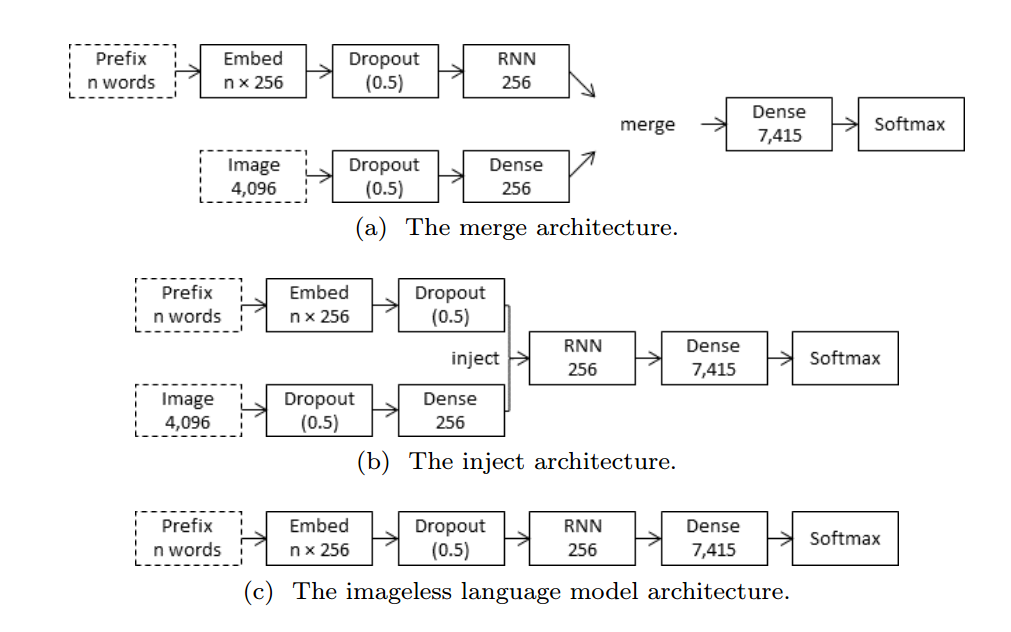 Prefix
n words
Embed
n × 256
Dropout
(0.5)
RNN
256
merge
Dense
7,415
Softmax
Image
4,096
Dropout
(0.5)
Dense
256
(a) The merge architecture.
Prefix
n words
Embed
n × 256
Dropout
(0.5)
inject
RNN
256
Dense
7,415
Softmax
Image
4,096
Dropout
(0.5)
Dense
256
(b) The inject architecture.
Prefix
n words
Embed
n × 256
Dropout
(0.5)
RNN
256
Dense
7,415
Softmax
(c) The imageless language model architecture.